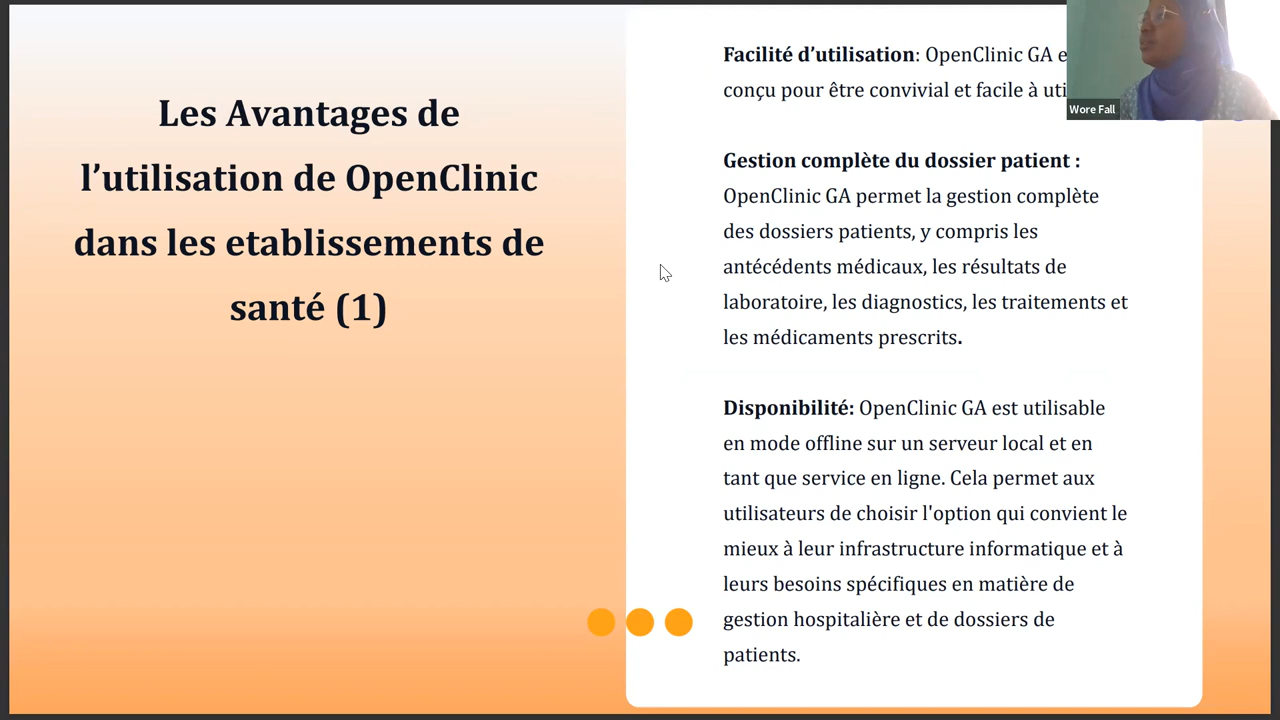 Les Avantages de
l’utilisation de OpenClinic
dans les etablissements de
santé (1)
Facilité d’utilisation: OpenClinic GA
conçu pour être convivial et facile à
Gestion complète du dossier patient :
OpenClinic GA permet la gestion complète
des dossiers patients, y compris les
antécédents médicaux, les résultats de
laboratoire, les diagnostics, les traitements et
les médicaments prescrits.
Disponibilité: OpenClinic GA est utilisable
en mode offline sur un serveur local et en
tant que service en ligne. Cela permet aux
utilisateurs de choisir l'option qui convient le
mieux à leur infrastructure informatique et à
leurs besoins spécifiques en matière de
gestion hospitalière et de dossiers de
patients.
Wore Fall